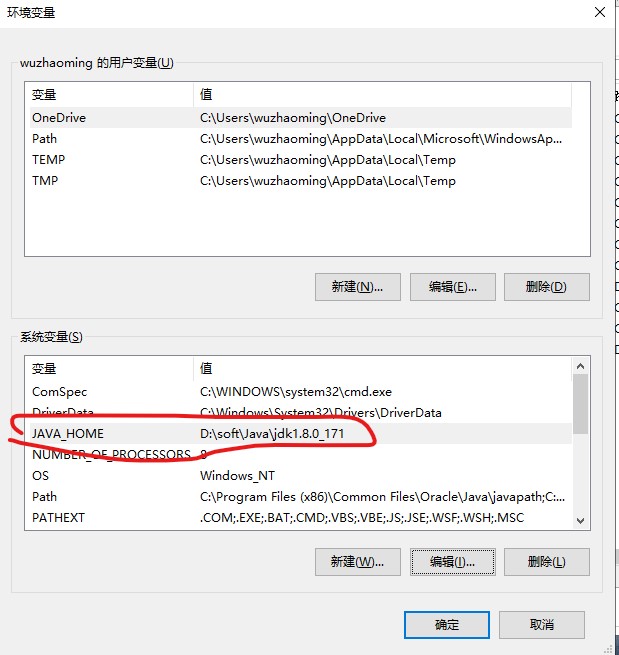 环境变量
wuzhaoming 的用户变量(U)
变量 值
OneDrive C:\Users\wuzhaoming\OneDrive
Path C:\Users\wuzhaoming\AppData\Local\Microsoft\WindowsAp...
TEMP C:\Users\wuzhaoming\AppData\Local\Temp
TMP C:\Users\wuzhaoming\AppData\Local\Temp
新建(N)... 编辑(E)... 删除(D)
系统变量(S)
变量 值
ComSpec C:\WINDOWS\system32\cmd.exe
DriverData C:\Windows\System32\Drivers\DriverData
JAVA_HOME D:\soft\Java\jdk1.8.0_171
NUMBER_OF_PROCESSORS 8
OS Windows_NT
Path C:\Program Files (x86)\Common Files\Oracle\Java\javapath;C:...
PATHEXT .COM;.EXE;.BAT;.CMD;.VBS;.VBE;.JS;.JSE;.WSF;.WSH;.MSC
新建(W)... 编辑(I)... 删除(L)
确定 取消